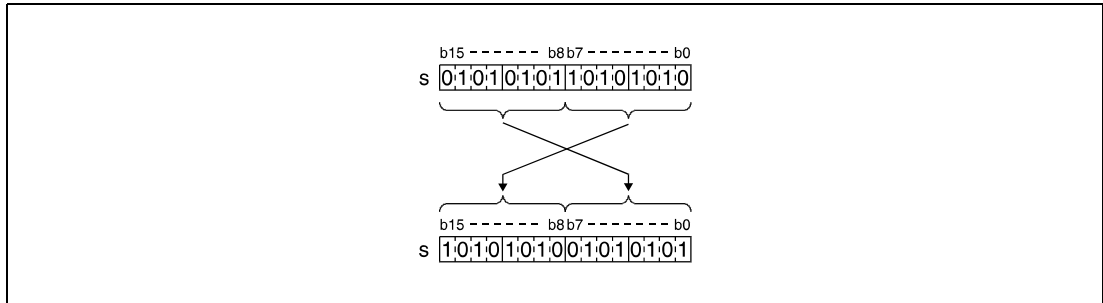 b15 - - - - - - - b8 b7 - - - - - - - b0
s 0101010110101010
b15 - - - - - - - b8 b7 - - - - - - - b0
s 1010101001010101